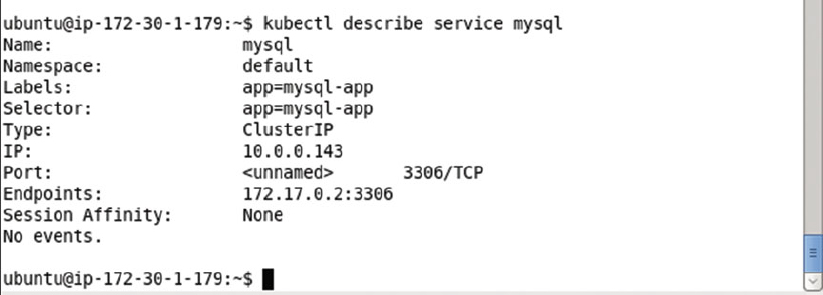 ubuntu@ip-172-30-1-179:~$ kubectl describe service mysql
Name:                   mysql
Namespace:              default
Labels:                 app=mysql-app
Selector:               app=mysql-app
Type:                   ClusterIP
IP:                     10.0.0.143
Port:                   <unnamed>       3306/TCP
Endpoints:              172.17.0.2:3306
Session Affinity:       None
No events.
ubuntu@ip-172-30-1-179:~$